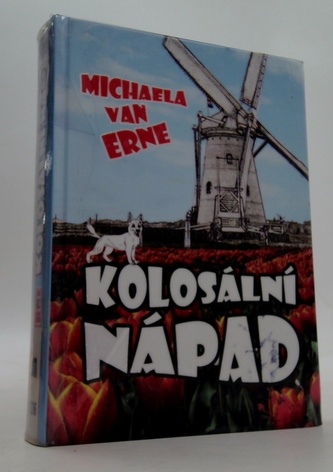 MICHAELA
VAN
ERNE
KOLOSÁLNÍ
NÁPAD